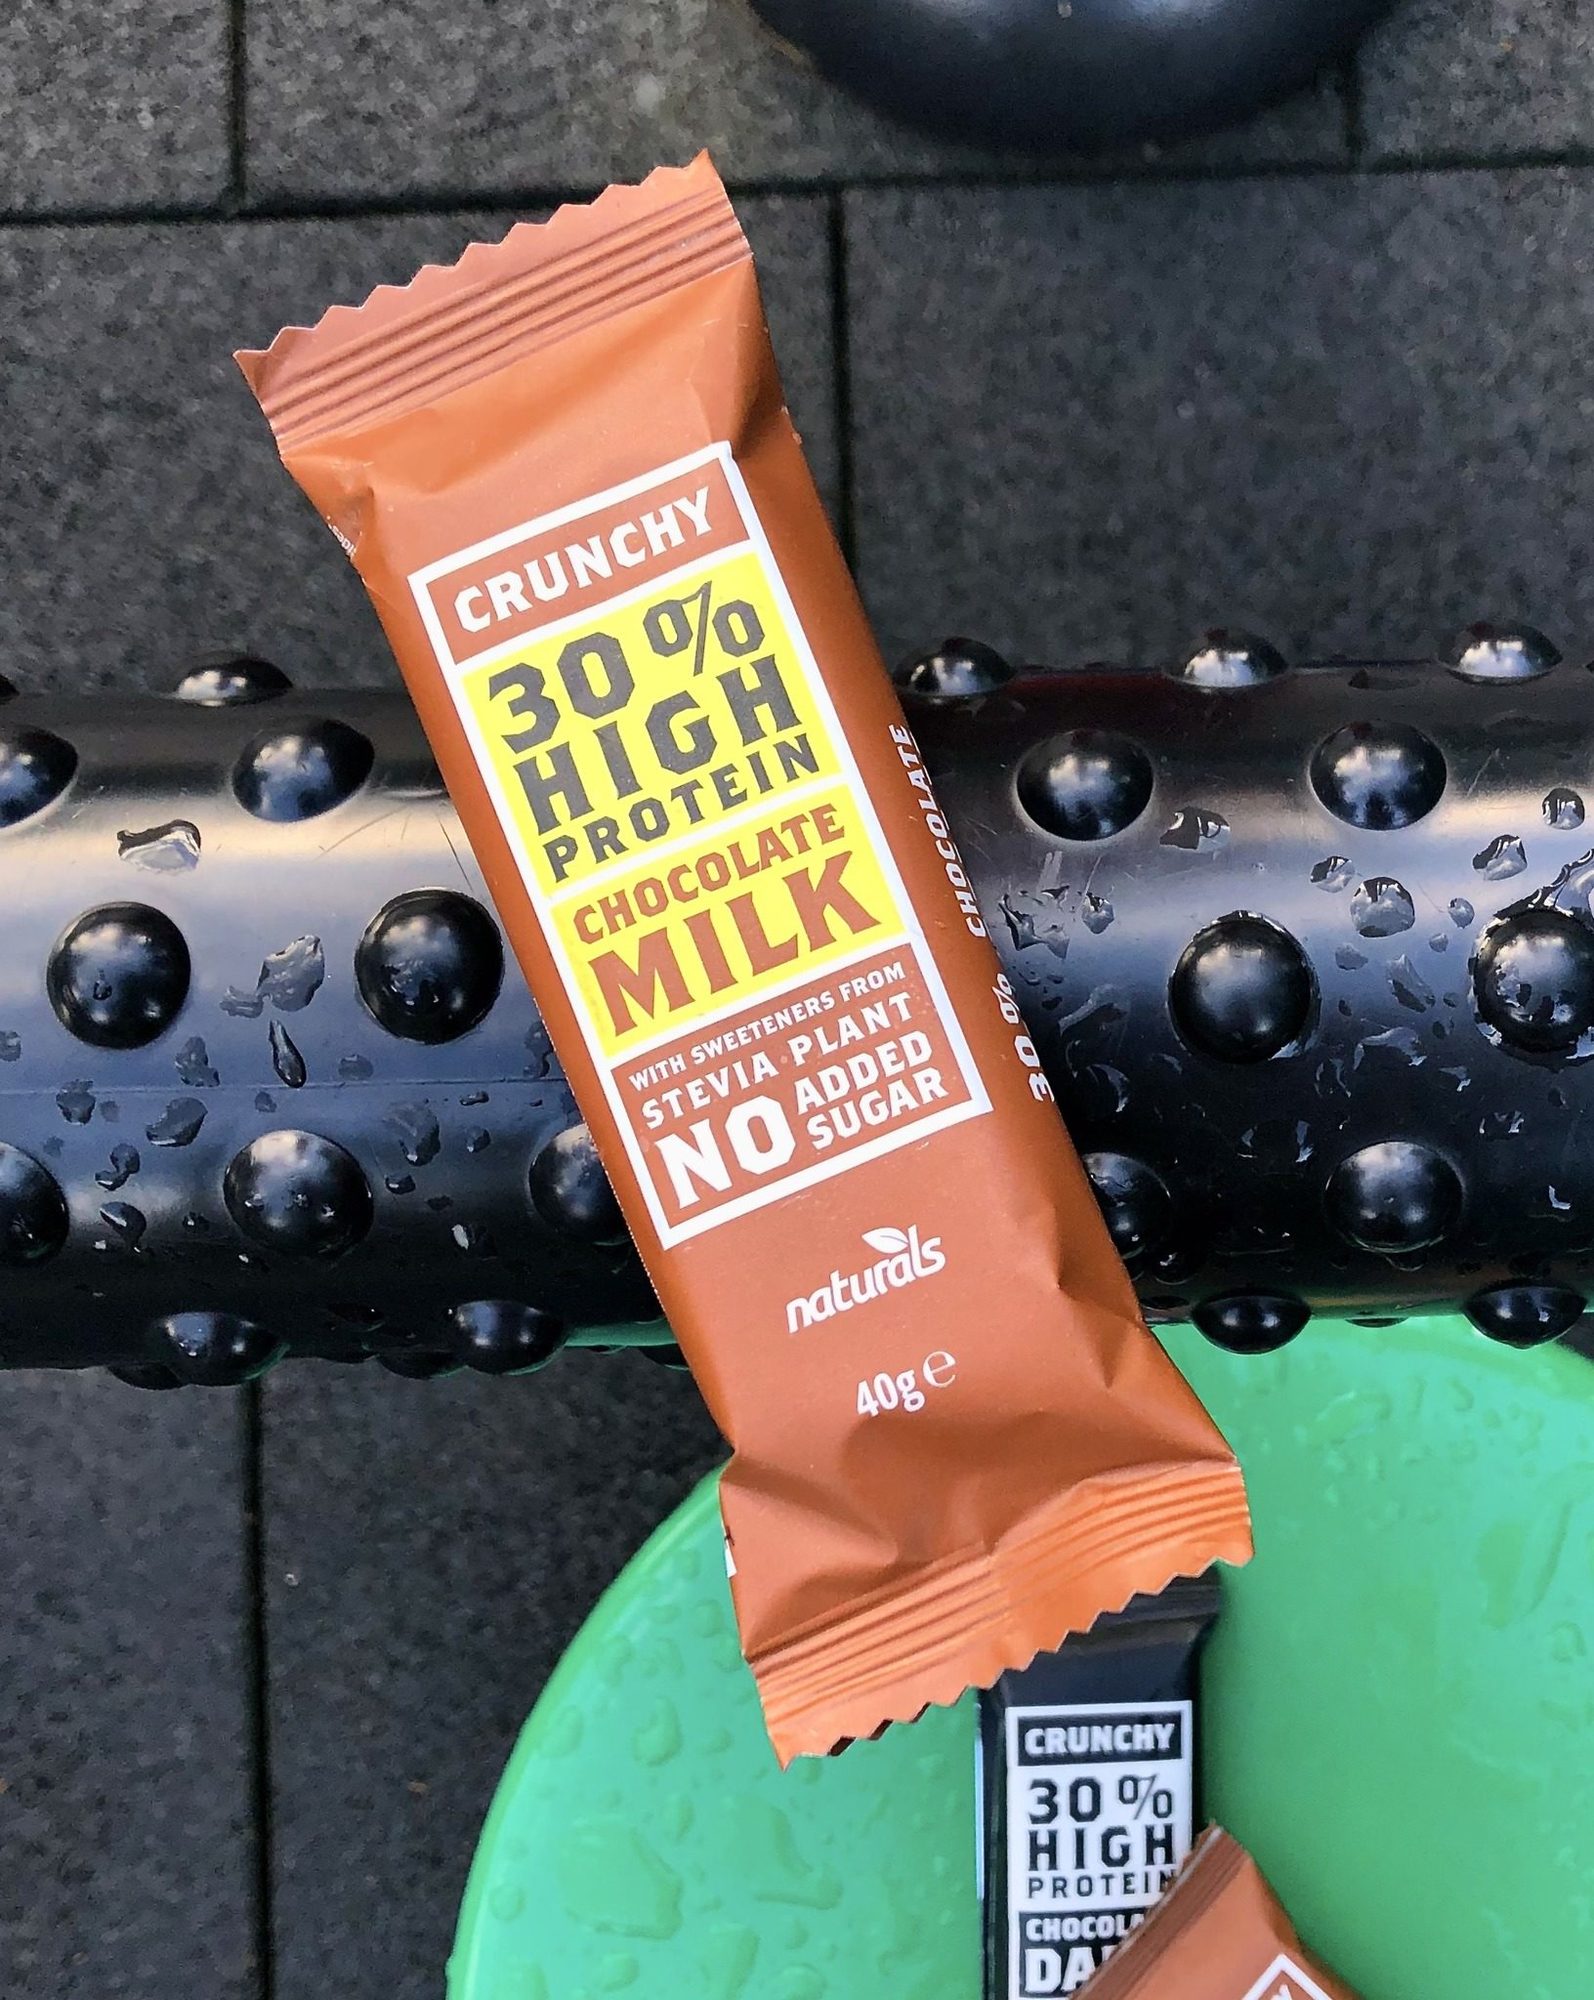 CRUNCHY
30%
HIGH
PROTEIN
CHOCOLATE
MILK
WITH SWEETENERS FROM
STEVIA PLANT
NO ADDED
SUGAR
naturals
40g ℮
30% CHOCOLATE
CRUNCHY
30%
HIGH
PROTEIN